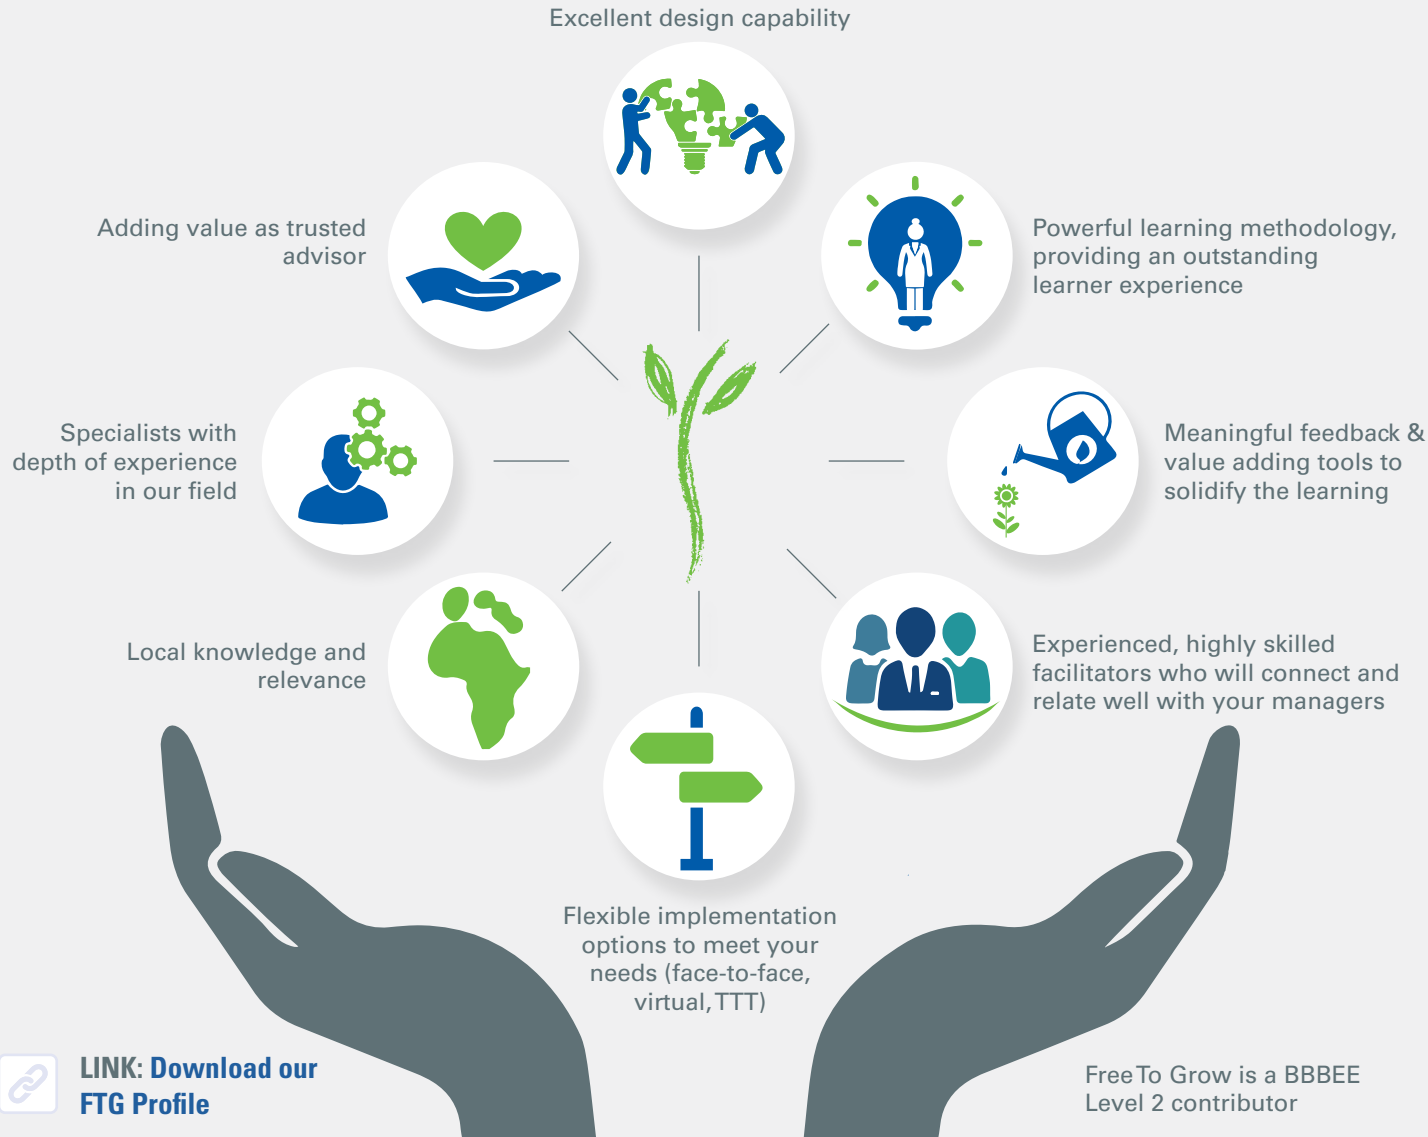 Excellent design capability
Adding value as trusted
advisor
Powerful learning methodology,
providing an outstanding
learner experience
Specialists with
depth of experience
in our field
Meaningful feedback &
value adding tools to
solidify the learning
Local knowledge and
relevance
Experienced, highly skilled
facilitators who will connect and
relate well with your managers
Flexible implementation
options to meet your
needs (face-to-face,
virtual, TTT)
LINK: Download our
FTG Profile
Free To Grow is a BBBEE
Level 2 contributor